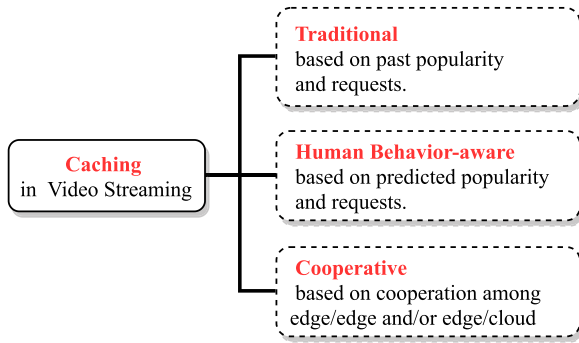 Caching
in Video Streaming
Traditional
based on past popularity
and requests.
Human Behavior-aware
based on predicted popularity
and requests.
Cooperative
based on cooperation among
edge/edge and/or edge/cloud